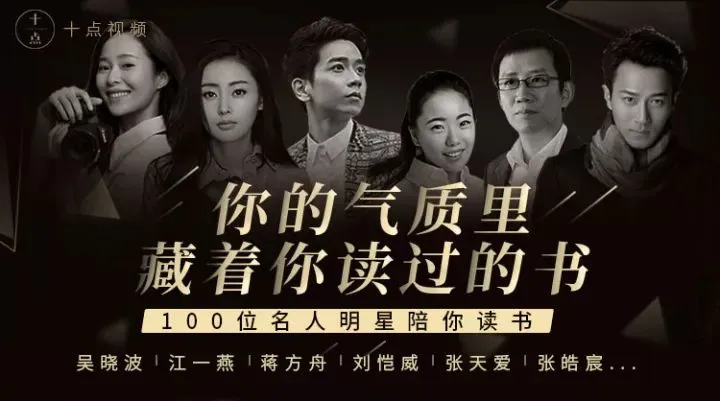 十点
十点视频
你的气质里
藏着你读过的书
100位名人明星陪你读书
吴晓波 | 江一燕 | 蒋方舟 | 刘恺威 | 张天爱 | 张皓宸...